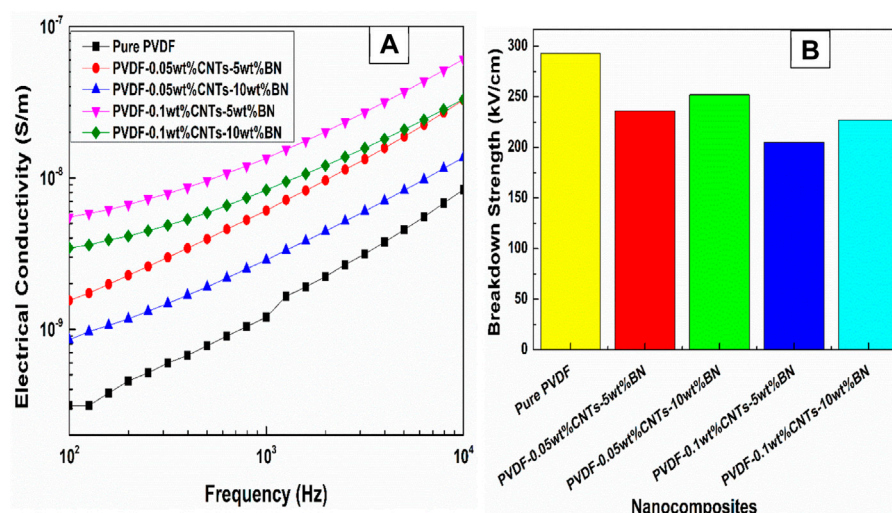 A
Pure PVDF
PVDF-0.05wt%CNTs-5wt%BN
PVDF-0.05wt%CNTs-10wt%BN
PVDF-0.1wt%CNTs-5wt%BN
PVDF-0.1wt%CNTs-10wt%BN
Electrical Conductivity (S/m)
10^-7
10^-8
10^-9
10^2
10^3
10^4
Frequency (Hz)
B
Breakdown Strength (kV/cm)
300
250
200
150
100
50
0
Pure PVDF
PVDF-0.05wt%CNTs-5wt%BN
PVDF-0.05wt%CNTs-10wt%BN
PVDF-0.1wt%CNTs-5wt%BN
PVDF-0.1wt%CNTs-10wt%BN
Nanocomposites